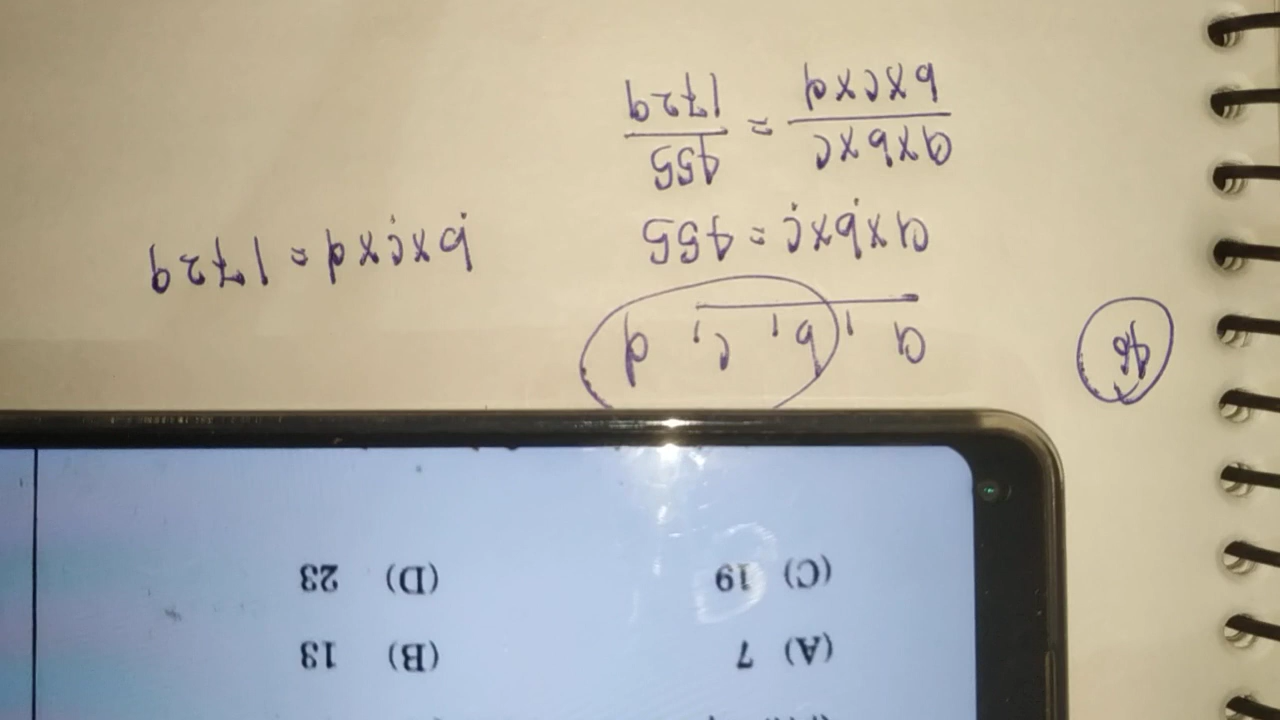 (A) 7 (B) 13
(C) 19 (D) 23
46 a, b, c, d
a×b×c = 455 b×c×d = 1729
a×b×c / b×c×d = 455 / 1729